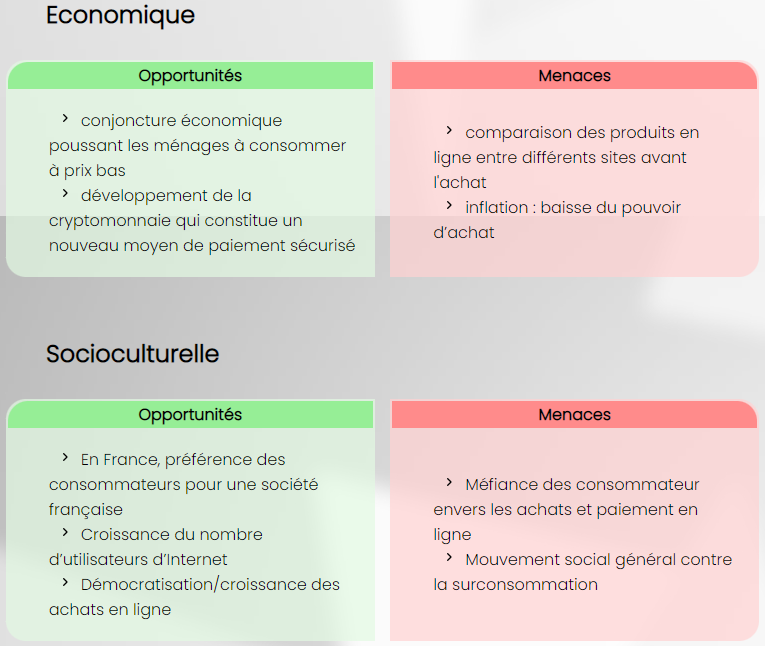 Economique
Opportunités
> conjoncture économique
poussant les ménages à consommer
à prix bas
> développement de la
cryptomonnaie qui constitue un
nouveau moyen de paiement sécurisé
Menaces
> comparaison des produits en
ligne entre différents sites avant
l'achat
> inflation : baisse du pouvoir
d’achat
Socioculturelle
Opportunités
> En France, préférence des
consommateurs pour une société
française
> Croissance du nombre
d’utilisateurs d’Internet
> Démocratisation/croissance des
achats en ligne
Menaces
> Méfiance des consommateur
envers les achats et paiement en
ligne
> Mouvement social général contre
la surconsommation